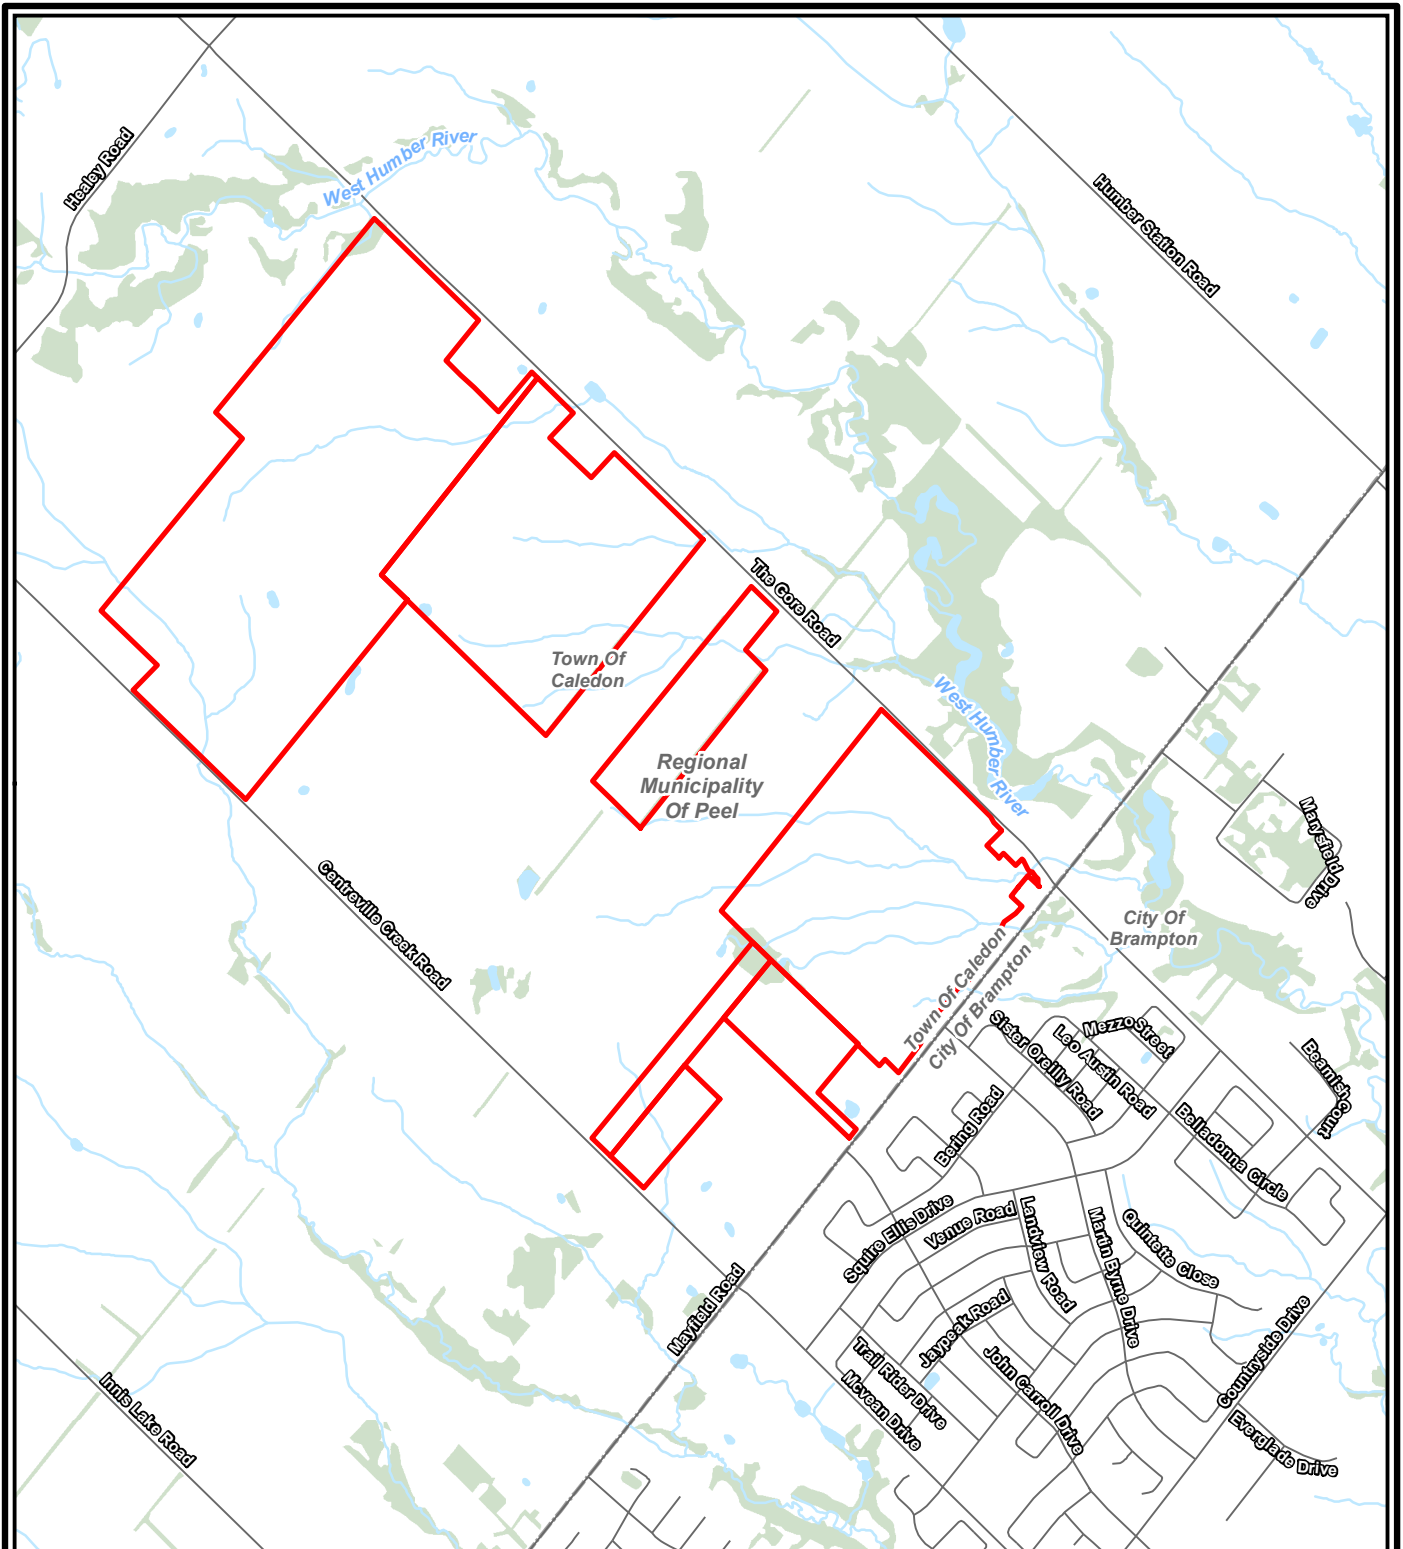 Healey Road
West Humber River
Humber Station Road
The Gore Road
Town Of
Caledon
West Humber River
Regional
Municipality
Of Peel
Marysfield Drive
Centreville Creek Road
City Of
Brampton
Town Of Caledon
City Of Brampton
Mezzo Street
Sister Oreilly Road
Leo Austin Road
Beamish Court
Bering Road
Belladonna Circle
Squire Ellis Drive
Venue Road
Landview Road
Martin Byrne Drive
Quintette Close
Mayfield Road
Jaypeak Road
Countryside Drive
Trail Rider Drive
John Carroll Drive
Mcvean Drive
Innis Lake Road
Everglade Drive